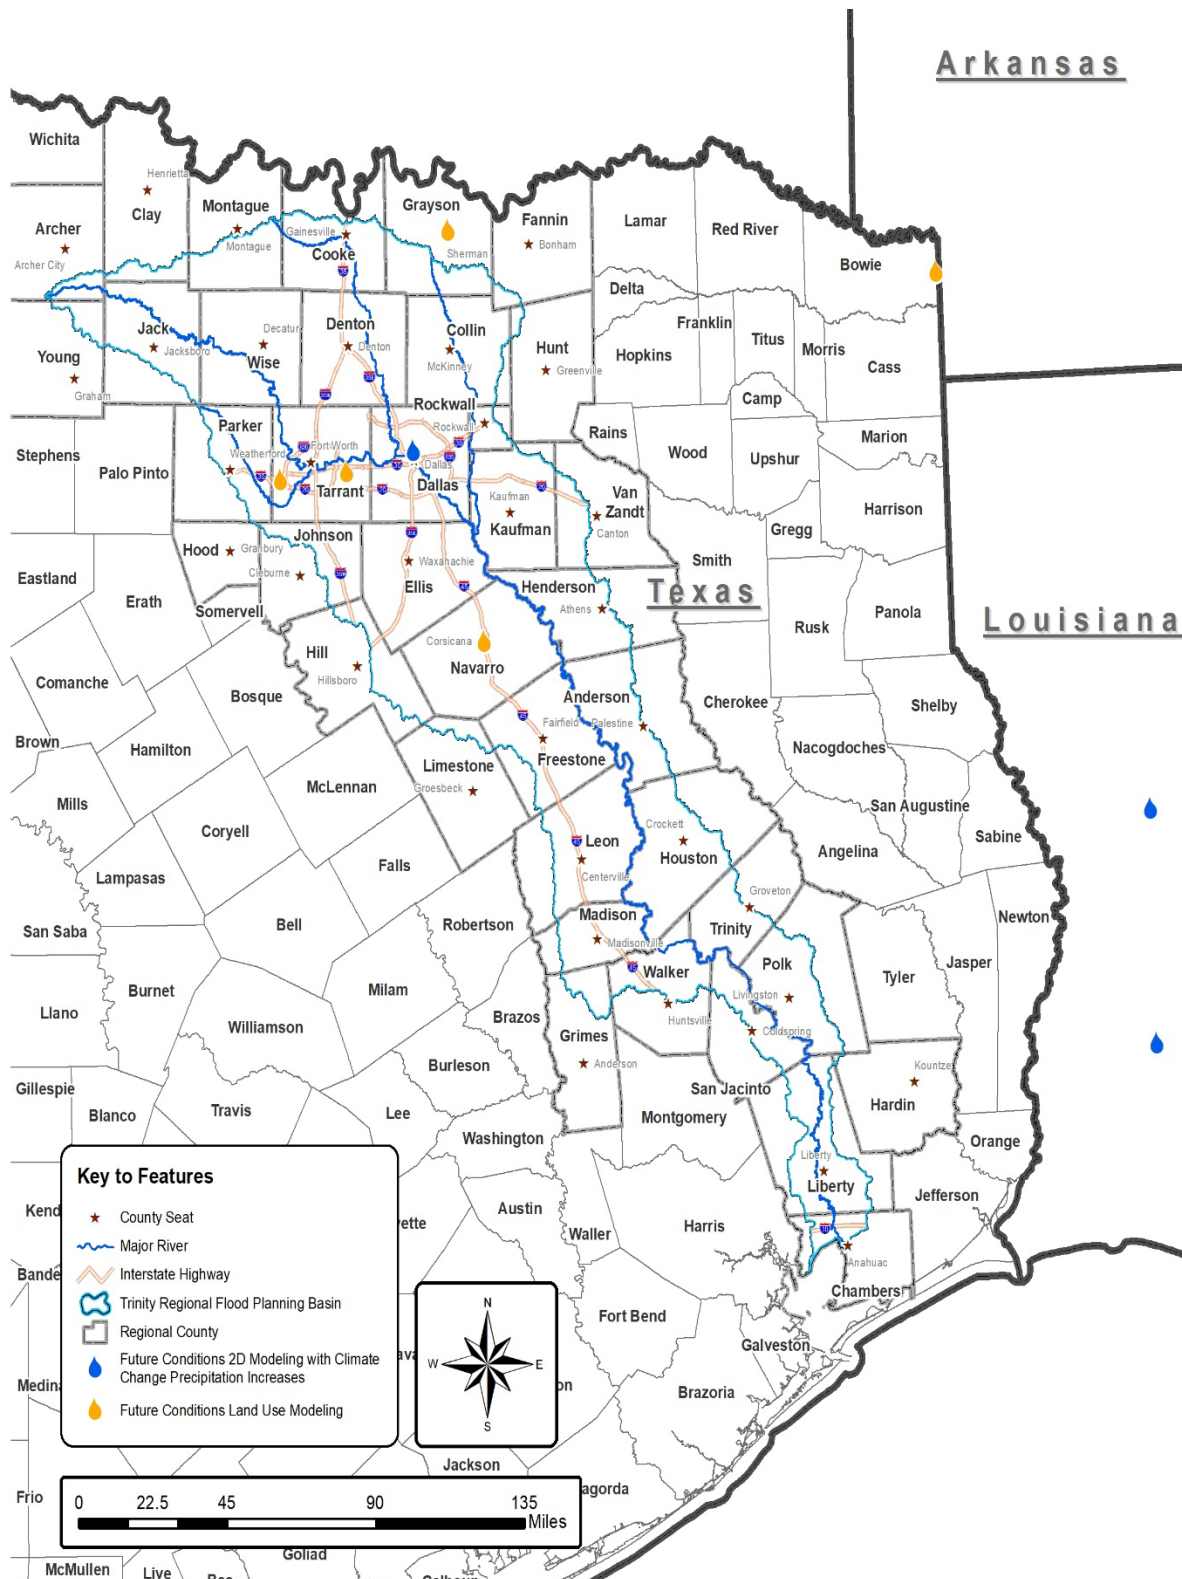 Arkansas
Wichita
Henrietta
Clay
Montague
Montague
Archer
Archer City
Gainesville
Cooke
Grayson
Sherman
Fannin
Bonham
Lamar
Red River
Bowie
Delta
Franklin
Titus
Morris
Cass
Hopkins
Camp
Marion
Young
Graham
Jack
Jacksboro
Decatur
Wise
Denton
Denton
Collin
McKinney
Hunt
Greenville
Rockwall
Rockwall
Rains
Wood
Upshur
Harrison
Gregg
Stephens
Palo Pinto
Parker
Weatherford
Fort Worth
Tarrant
Dallas
Dallas
Kaufman
Kaufman
Van
Zandt
Canton
Smith
Texas
Louisiana
Panola
Rusk
Eastland
Erath
Hood
Granbury
Cleburne
Johnson
Somervell
Waxahachie
Ellis
Henderson
Athens
Corsicana
Navarro
Hill
Hillsboro
Bosque
Comanche
Brown
Hamilton
Mills
Anderson
Palestine
Fairfield
Freestone
Cherokee
Shelby
Nacogdoches
San Augustine
Sabine
McLennan
Limestone
Groesbeck
Coryell
Lampasas
Falls
Leon
Centerville
Crockett
Houston
Angelina
Groveton
Trinity
Madison
Madisonville
Robertson
Bell
San Saba
Burnet
Llano
Milam
Williamson
Brazos
Walker
Huntsville
Polk
Livingston
Coldspring
Tyler
Jasper
Newton
Grimes
Anderson
Burleson
San Jacinto
Montgomery
Kountze
Hardin
Orange
Gillespie
Blanco
Travis
Lee
Washington
Austin
Waller
Harris
Liberty
Liberty
Jefferson
Anahuac
Chambers
Galveston
Fort Bend
Brazoria
Kend
Bande
Medina
Frio
McMullen
Live
Goliad
Jackson
agorda
yette
ava
on
Key to Features
County Seat
Major River
Interstate Highway
Trinity Regional Flood Planning Basin
Regional County
Future Conditions 2D Modeling with Climate
Change Precipitation Increases
Future Conditions Land Use Modeling
N
W
E
S
0 22.5 45 90 135
Miles